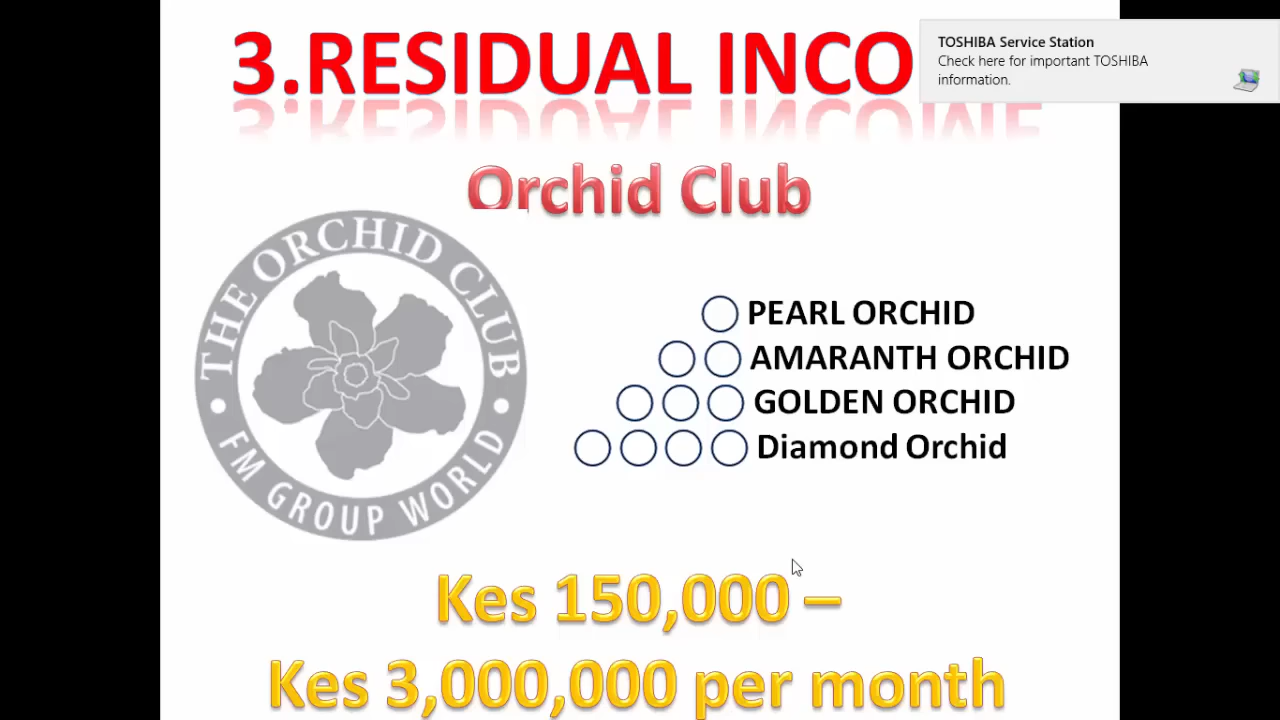 3.RESIDUAL INCO
TOSHIBA Service Station
Check here for important TOSHIBA
information.
Orchid Club
THE ORCHID CLUB
FM GROUP WORLD
PEARL ORCHID
AMARANTH ORCHID
GOLDEN ORCHID
Diamond Orchid
Kes 150,000 –
Kes 3,000,000 per month